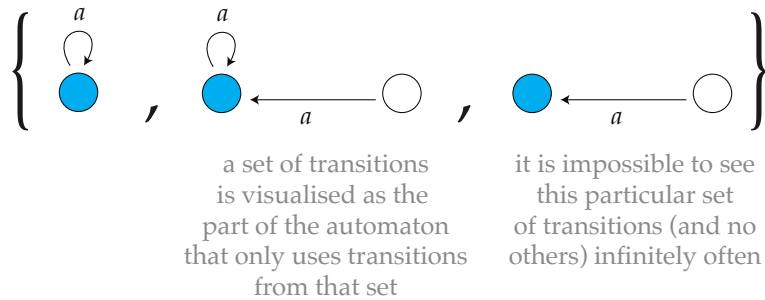 a
a
{ , , }
a
a
a set of transitions
is visualised as the
part of the automaton
that only uses transitions
from that set
it is impossible to see
this particular set
of transitions (and no
others) infinitely often